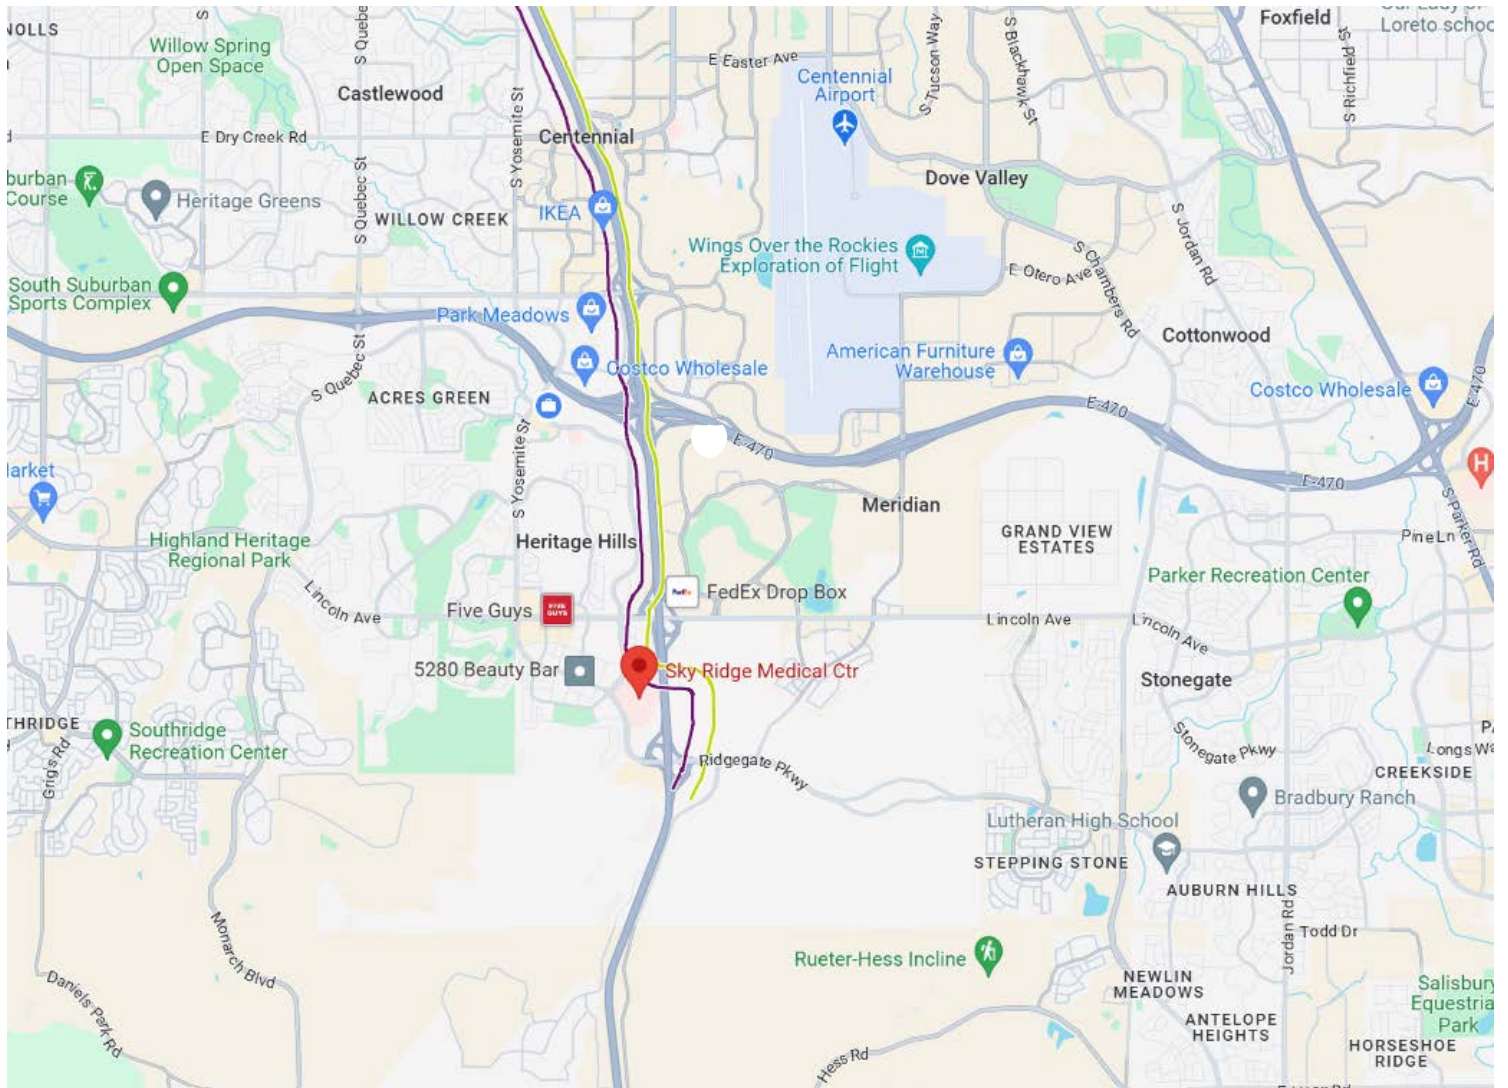 NOLLS
S
S Quebe
Willow Spring
Open Space
Castlewood
E Easter Ave
Centennial
Airport
S Tucson Way
S Blackhawk St
Foxfield
Loreto schoo
S Richfield St
E Dry Creek Rd
S Yosemite St
Centennial
burban
Course
Heritage Greens
S Quebec St
WILLOW CREEK
IKEA
Dove Valley
Wings Over the Rockies
Exploration of Flight
S Jordan Rd
E Otero Ave
S Chambers Rd
South Suburban
Sports Complex
Park Meadows
Cottonwood
S Quebec St
Costco Wholesale
American Furniture
Warehouse
Costco Wholesale
E-470
ACRES GREEN
E-470
S Yosemite St
E-470
arket
H
E-470
Meridian
S Parker Rd
GRAND VIEW
ESTATES
Pine Ln
Highland Heritage
Regional Park
Heritage Hills
Parker Recreation Center
FedEx
FedEx Drop Box
Lincoln Ave
Five Guys
FIVE
GUYS
Lincoln Ave
Lincoln Ave
5280 Beauty Bar
Sky Ridge Medical Ctr
Stonegate
THRIDGE
Southridge
Recreation Center
Grigs Rd
Ridgegate Pkwy
Stonegate Pkwy
Longs Wa
CREEKSIDE
Bradbury Ranch
Lutheran High School
STEPPING STONE
AUBURN HILLS
Monarch Blvd
Jordan Rd
Todd Dr
Rueter-Hess Incline
NEWLIN
MEADOWS
Salisbury
Equestria
Park
Daniels Park Rd
ANTELOPE
HEIGHTS
HORSESHOE
RIDGE
Hess Rd